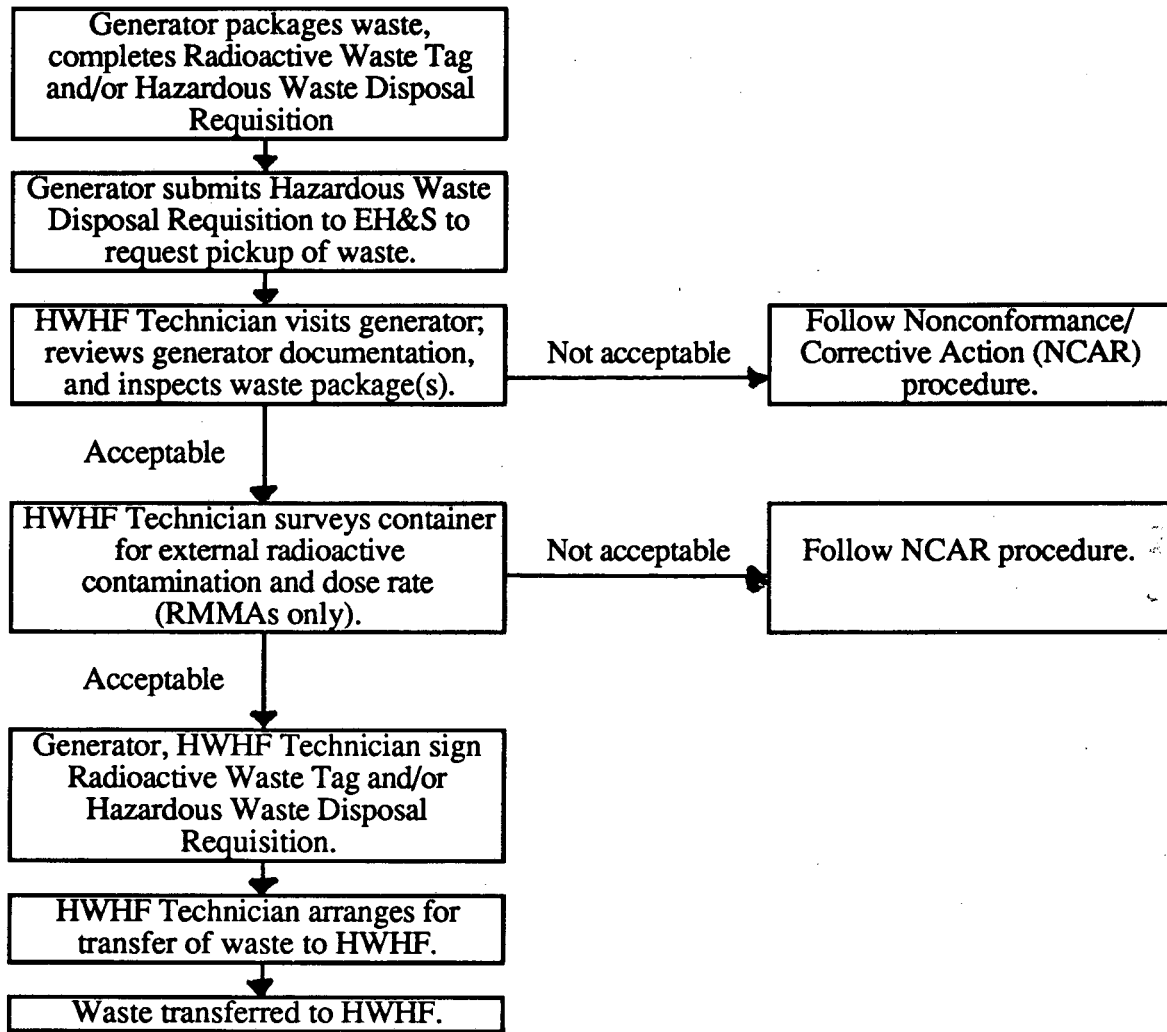 Generator packages waste,
completes Radioactive Waste Tag
and/or Hazardous Waste Disposal
Requisition
Generator submits Hazardous Waste
Disposal Requisition to EH&S to
request pickup of waste.
HWHF Technician visits generator;
reviews generator documentation,
and inspects waste package(s).
Not acceptable
Follow Nonconformance/
Corrective Action (NCAR)
procedure.
Acceptable
HWHF Technician surveys container
for external radioactive
contamination and dose rate
(RMMAs only).
Not acceptable
Follow NCAR procedure.
Acceptable
Generator, HWHF Technician sign
Radioactive Waste Tag and/or
Hazardous Waste Disposal
Requisition.
HWHF Technician arranges for
transfer of waste to HWHF.
Waste transferred to HWHF.